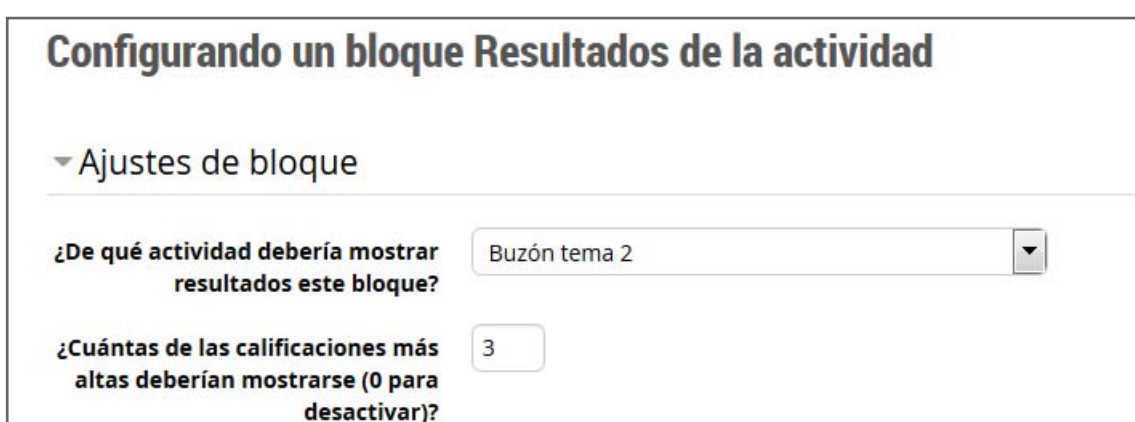 Configurando un bloque Resultados de la actividad
Ajustes de bloque
¿De qué actividad debería mostrar
resultados este bloque?
Buzón tema 2
¿Cuántas de las calificaciones más
altas deberían mostrarse (0 para
desactivar)?
3